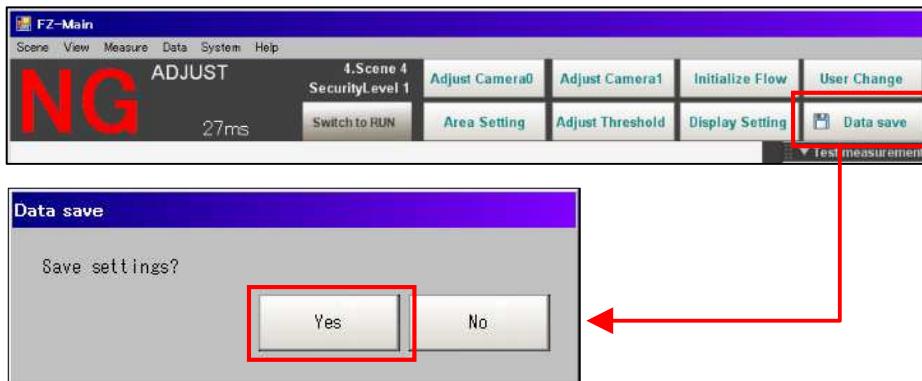 FZ-Main
Scene View Measure Data System Help
NG ADJUST 4.Scene 4 SecurityLevel 1 Adjust Camera0 Adjust Camera1 Initialize Flow User Change
27ms Switch to RUN Area Setting Adjust Threshold Display Setting Data save
Test measurement
Data save
Save settings?
Yes No